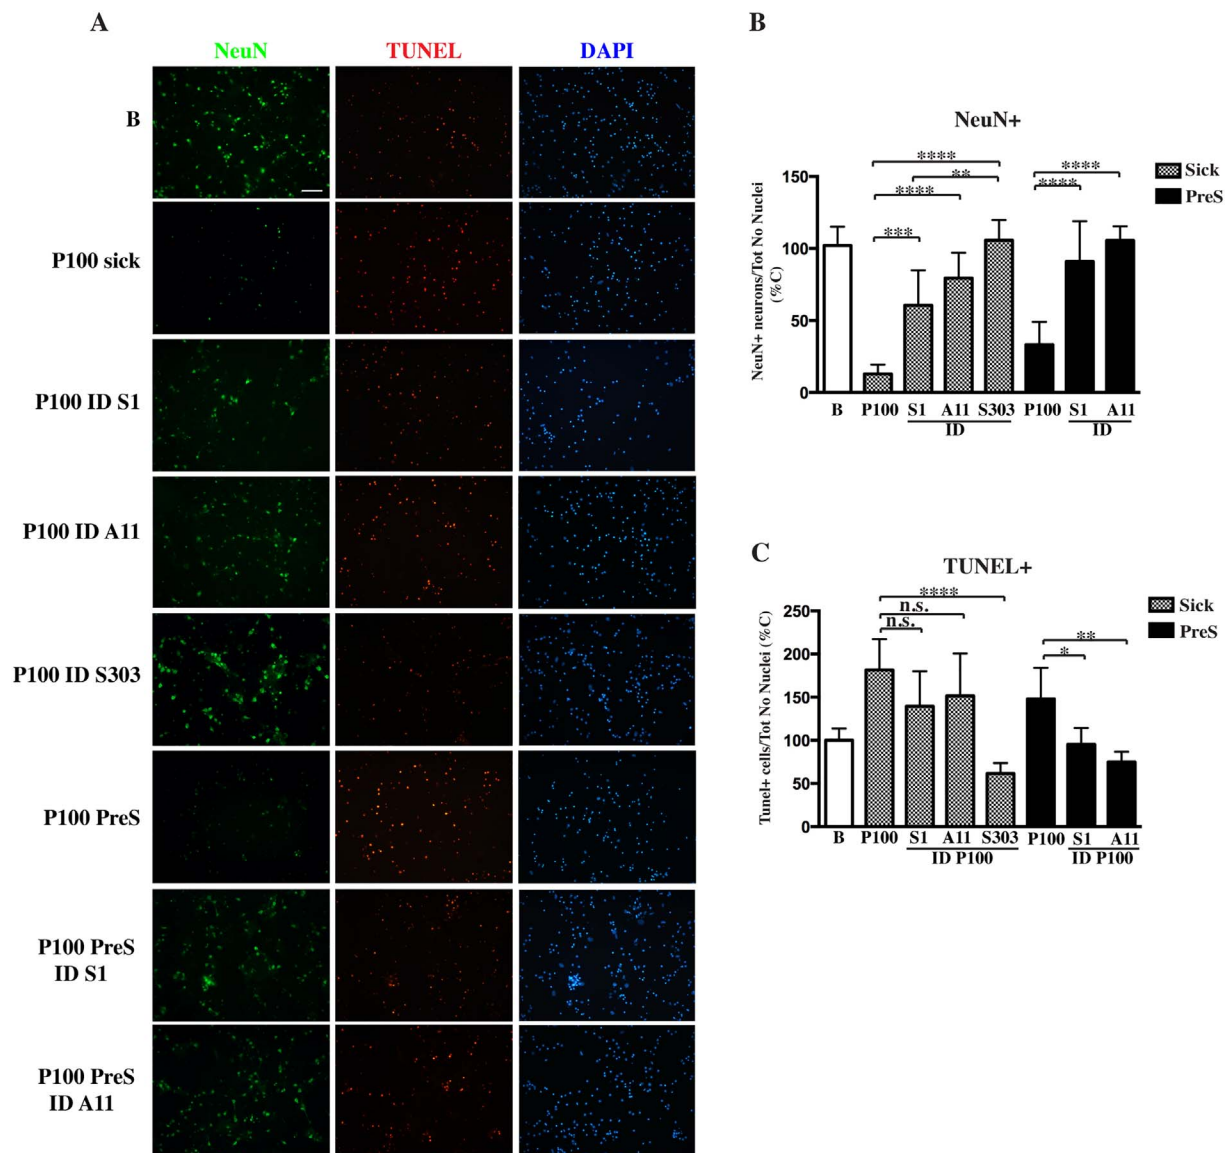 A
NeuN
TUNEL
DAPI
B
P100 sick
P100 ID S1
P100 ID A11
P100 ID S303
P100 PreS
P100 PreS
ID S1
P100 PreS
ID A11
B
NeuN+
NeuN+ neurons/Tot No Nuclei
(%C)
150
100
50
0
****
**
****
***
****
****
Sick
PreS
B P100 S1 A11 S303 P100 S1 A11
ID ID
C
TUNEL+
Tunel+ cells/Tot No Nuclei (%C)
250
200
150
100
50
0
****
n.s.
n.s.
**
*
Sick
PreS
B P100 S1 A11 S303 P100 S1 A11
ID P100 ID P100